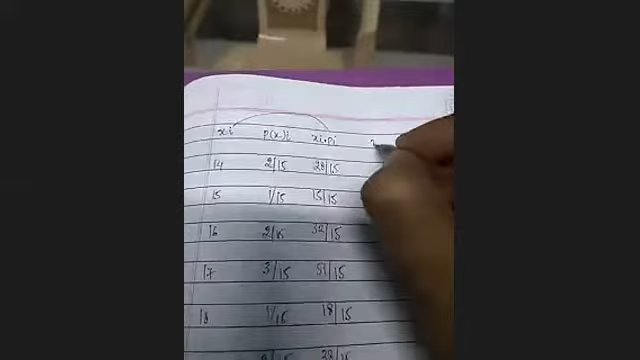 xi p(x)i xi·pi
14 2/15 28/15
15 1/15 15/15
16 2/15 32/15
17 3/15 51/15
18 1/15 18/15